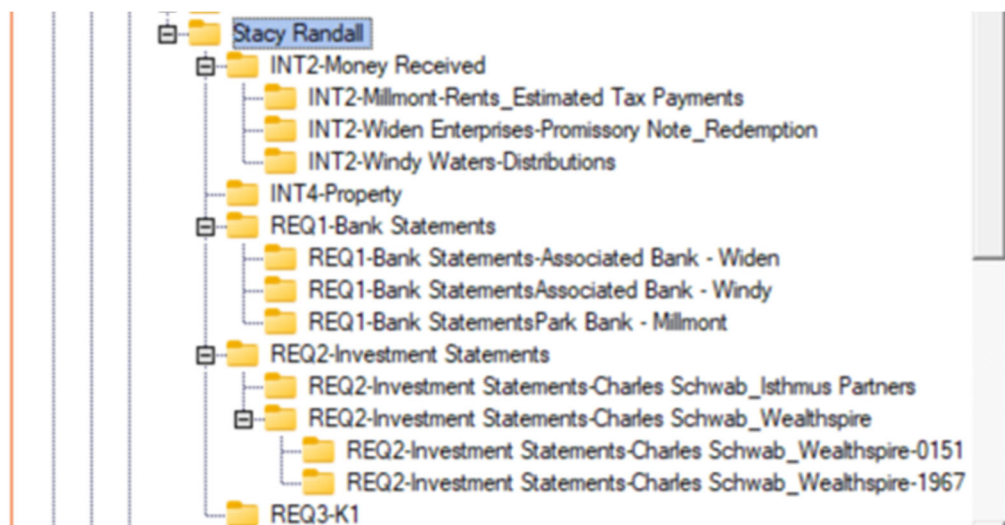 Stacy Randall
INT2-Money Received
INT2-Millmont-Rents_Estimated Tax Payments
INT2-Widen Enterprises-Promissory Note_Redemption
INT2-Windy Waters-Distributions
INT4-Property
REQ1-Bank Statements
REQ1-Bank Statements-Associated Bank - Widen
REQ1-Bank StatementsAssociated Bank - Windy
REQ1-Bank StatementsPark Bank - Millmont
REQ2-Investment Statements
REQ2-Investment Statements-Charles Schwab_Isthmus Partners
REQ2-Investment Statements-Charles Schwab_Wealthspire
REQ2-Investment Statements-Charles Schwab_Wealthspire-0151
REQ2-Investment Statements-Charles Schwab_Wealthspire-1967
REQ3-K1